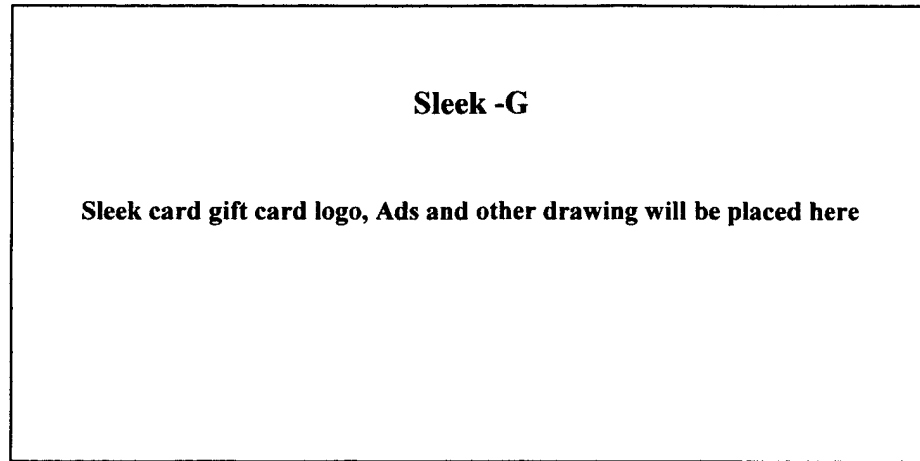 Sleek -G
Sleek card gift card logo, Ads and other drawing will be placed here